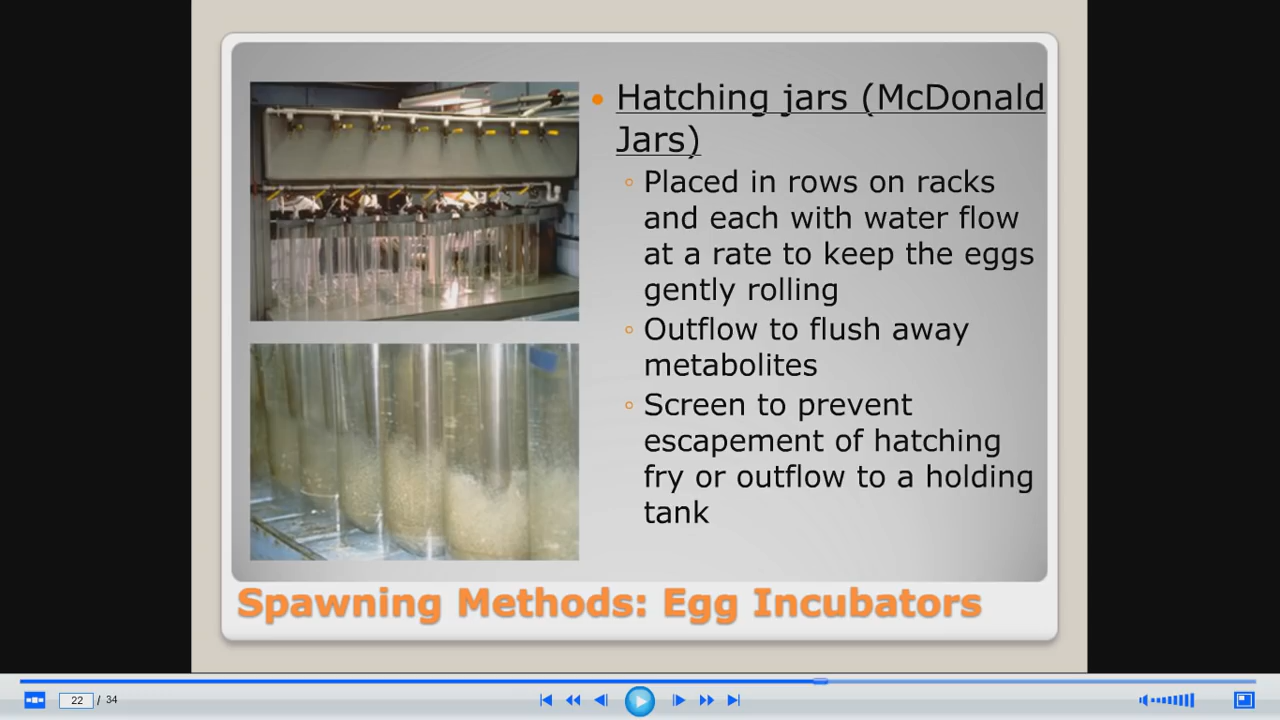 Hatching jars (McDonald
Jars)
Placed in rows on racks
and each with water flow
at a rate to keep the eggs
gently rolling
Outflow to flush away
metabolites
Screen to prevent
escapement of hatching
fry or outflow to a holding
tank
Spawning Methods: Egg Incubators
22 / 34